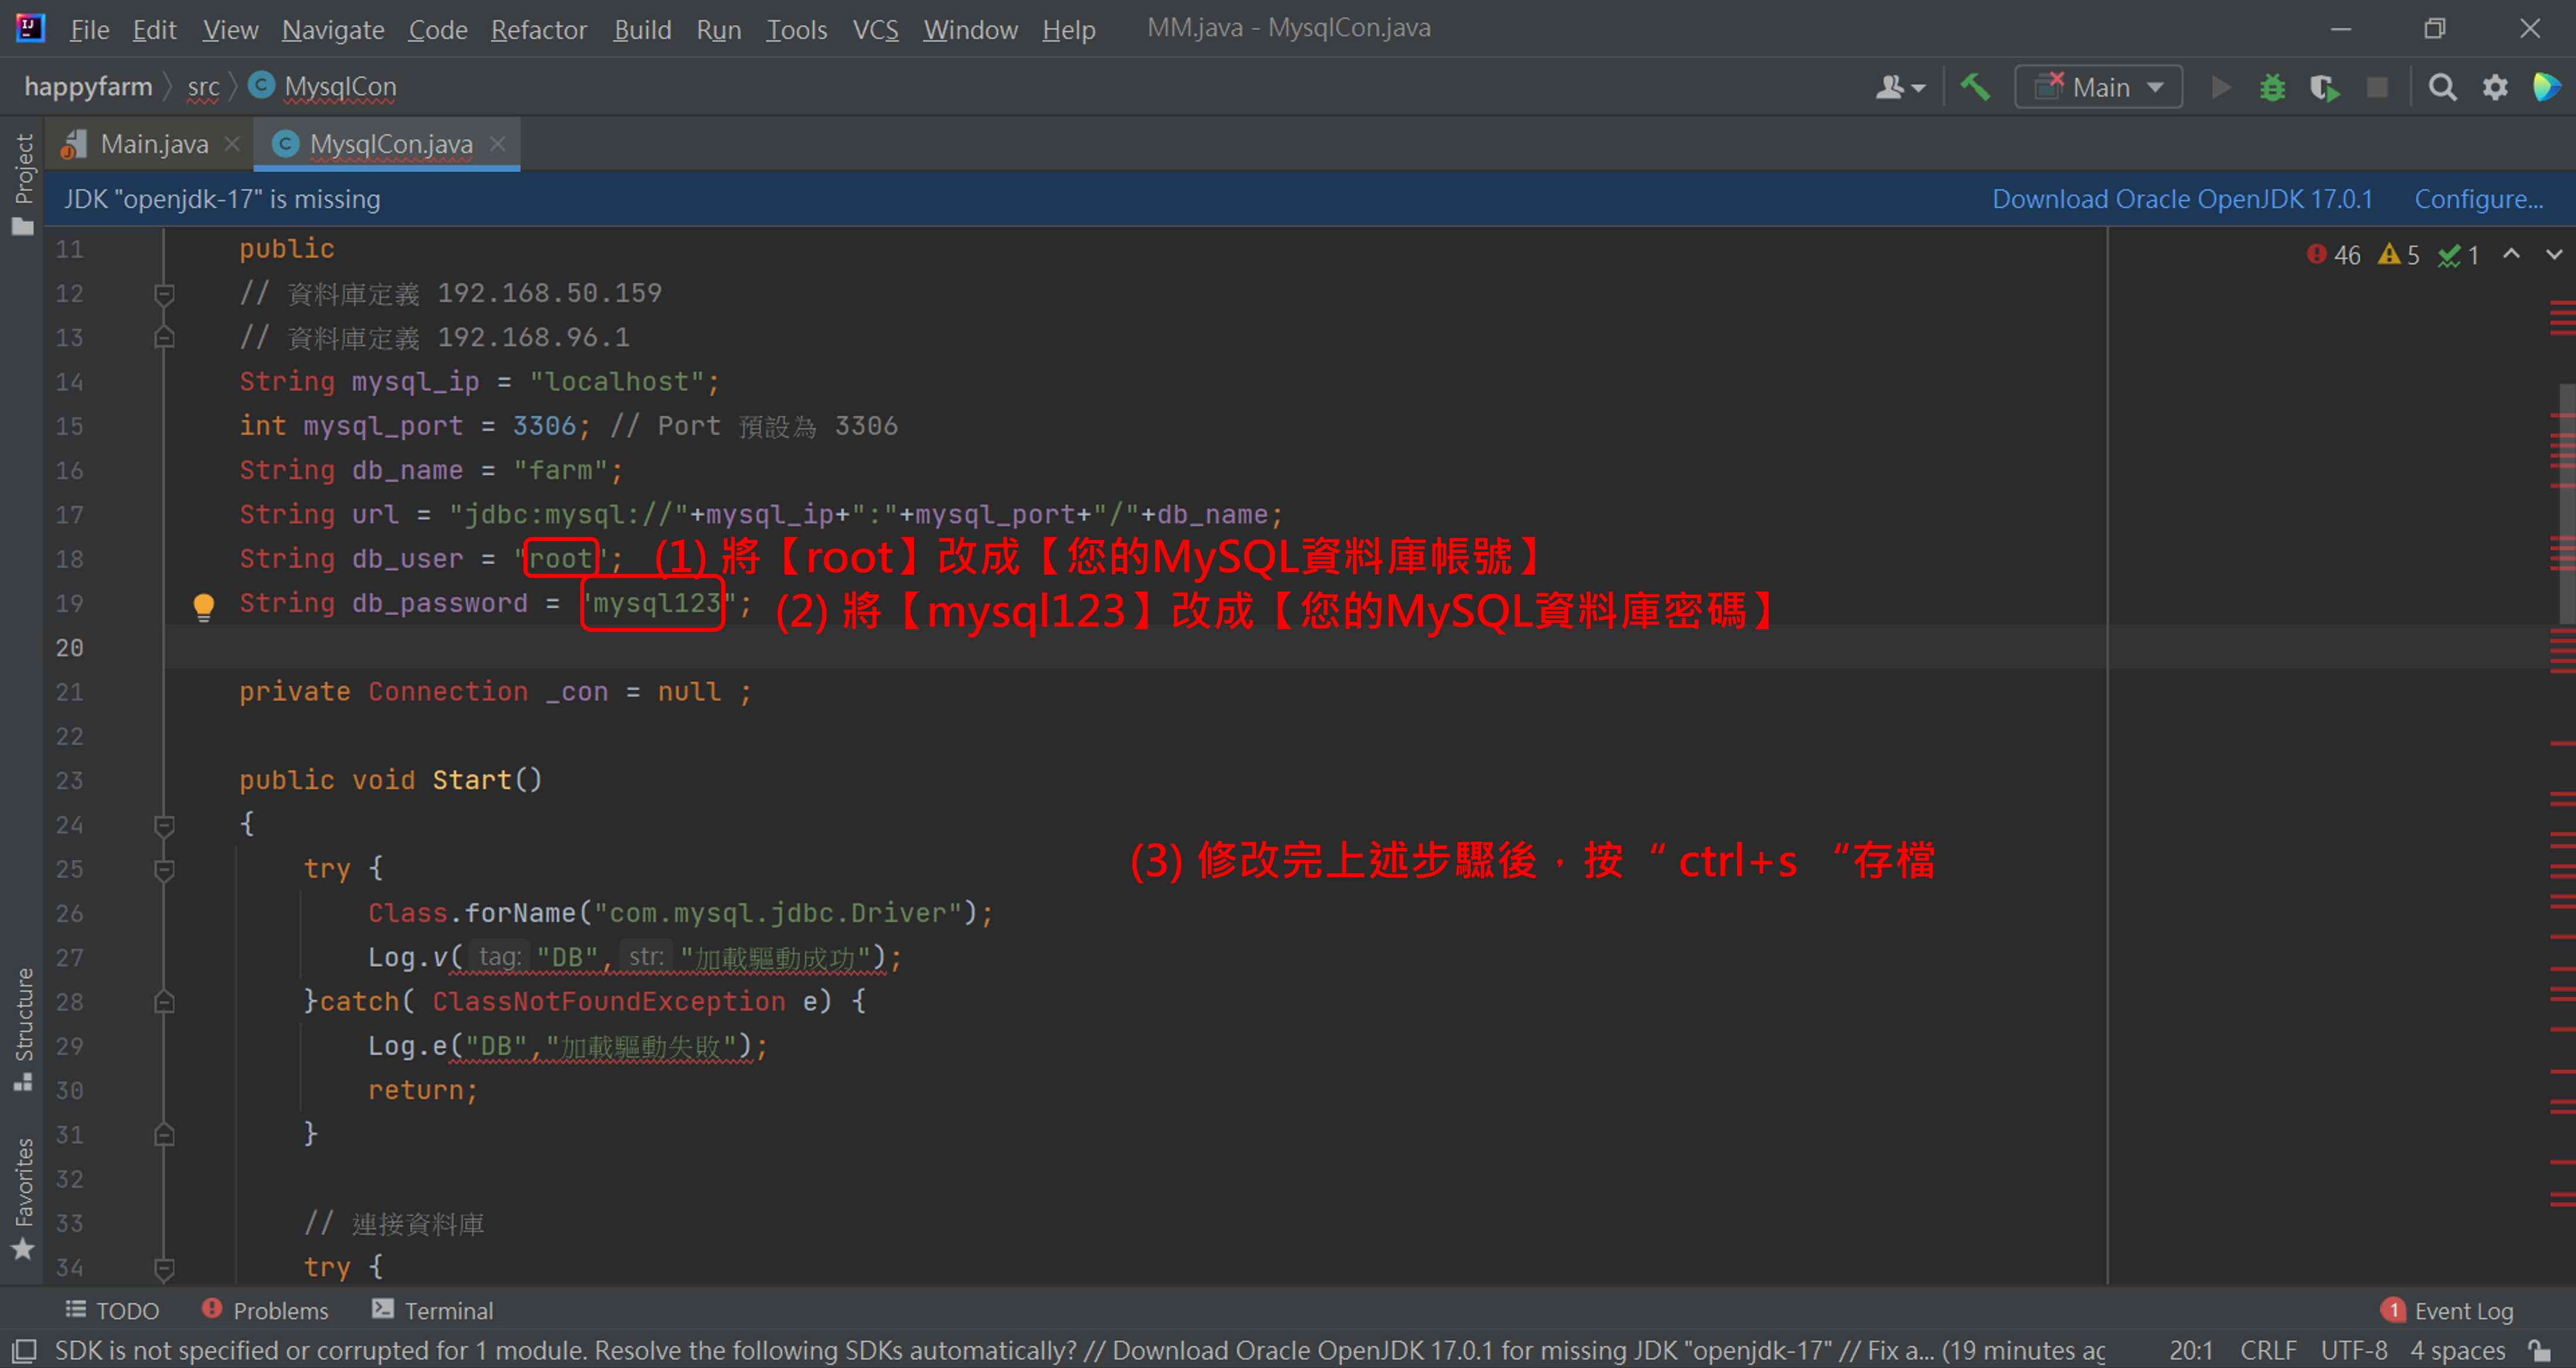 File Edit View Navigate Code Refactor Build Run Tools VCS Window Help MM.java - MysqlCon.java
happyfarm src MysqlCon Main
Main.java MysqlCon.java
JDK "openjdk-17" is missing Download Oracle OpenJDK 17.0.1 Configure...
Project
Structure
Favorites
46 5 1
11 public
12 // 資料庫定義 192.168.50.159
13 // 資料庫定義 192.168.96.1
14 String mysql_ip = "localhost";
15 int mysql_port = 3306; // Port 預設為 3306
16 String db_name = "farm";
17 String url = "jdbc:mysql://"+mysql_ip+":"+mysql_port+"/"+db_name;
18 String db_user = "root"; (1) 將【root】改成【您的MySQL資料庫帳號】
19 String db_password = "mysql123"; (2) 將【mysql123】改成【您的MySQL資料庫密碼】
20
21 private Connection _con = null ;
22
23 public void Start()
24 {
25 try { (3) 修改完上述步驟後，按“ ctrl+s “存檔
26 Class.forName("com.mysql.jdbc.Driver");
27 Log.v( tag: "DB", str: "加載驅動成功");
28 }catch( ClassNotFoundException e) {
29 Log.e("DB","加載驅動失敗");
30 return;
31 }
32
33 // 連接資料庫
34 try {
TODO Problems Terminal 1 Event Log
SDK is not specified or corrupted for 1 module. Resolve the following SDKs automatically? // Download Oracle OpenJDK 17.0.1 for missing JDK "openjdk-17" // Fix a... (19 minutes ag 20:1 CRLF UTF-8 4 spaces